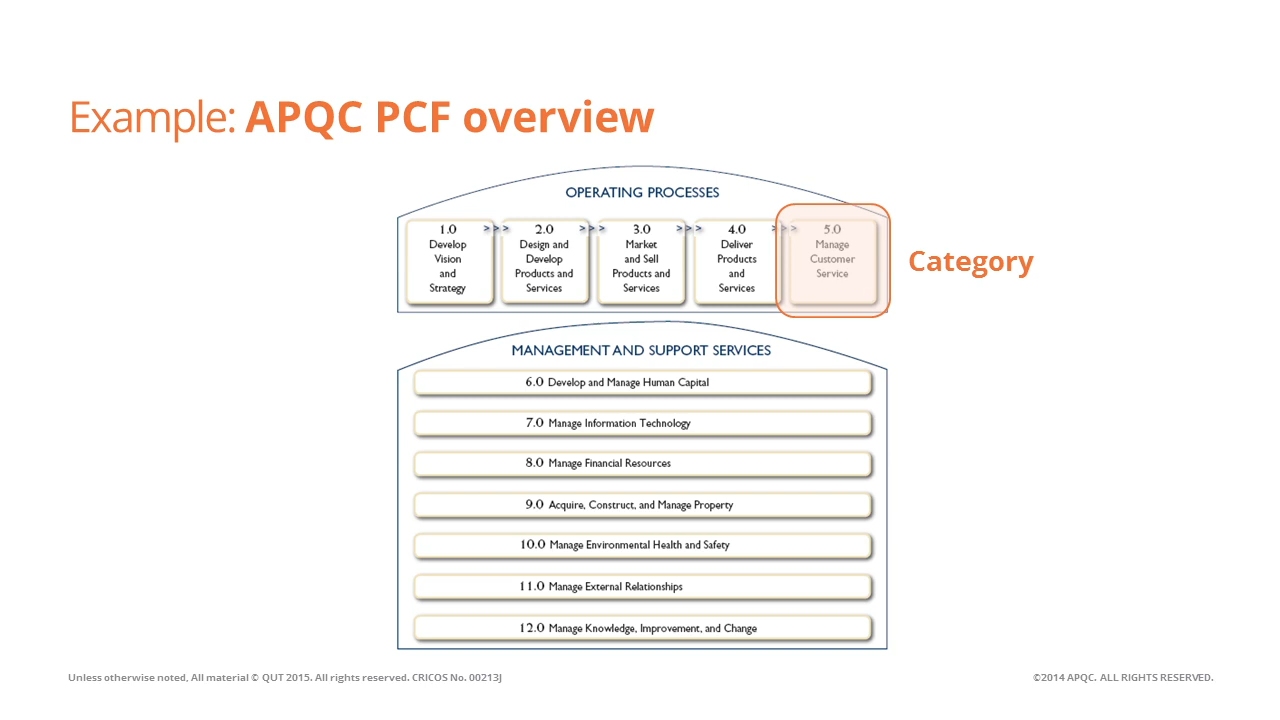 Example: APQC PCF overview
OPERATING PROCESSES
1.0
Develop
Vision
and
Strategy
> > >
2.0
Design and
Develop
Products and
Services
> > >
3.0
Market
and Sell
Products and
Services
> > >
4.0
Deliver
Products
and
Services
> > >
5.0
Manage
Customer
Service
Category
MANAGEMENT AND SUPPORT SERVICES
6.0 Develop and Manage Human Capital
7.0 Manage Information Technology
8.0 Manage Financial Resources
9.0 Acquire, Construct, and Manage Property
10.0 Manage Environmental Health and Safety
11.0 Manage External Relationships
12.0 Manage Knowledge, Improvement, and Change
Unless otherwise noted, All material © QUT 2015. All rights reserved. CRICOS No. 00213J
©2014 APQC. ALL RIGHTS RESERVED.